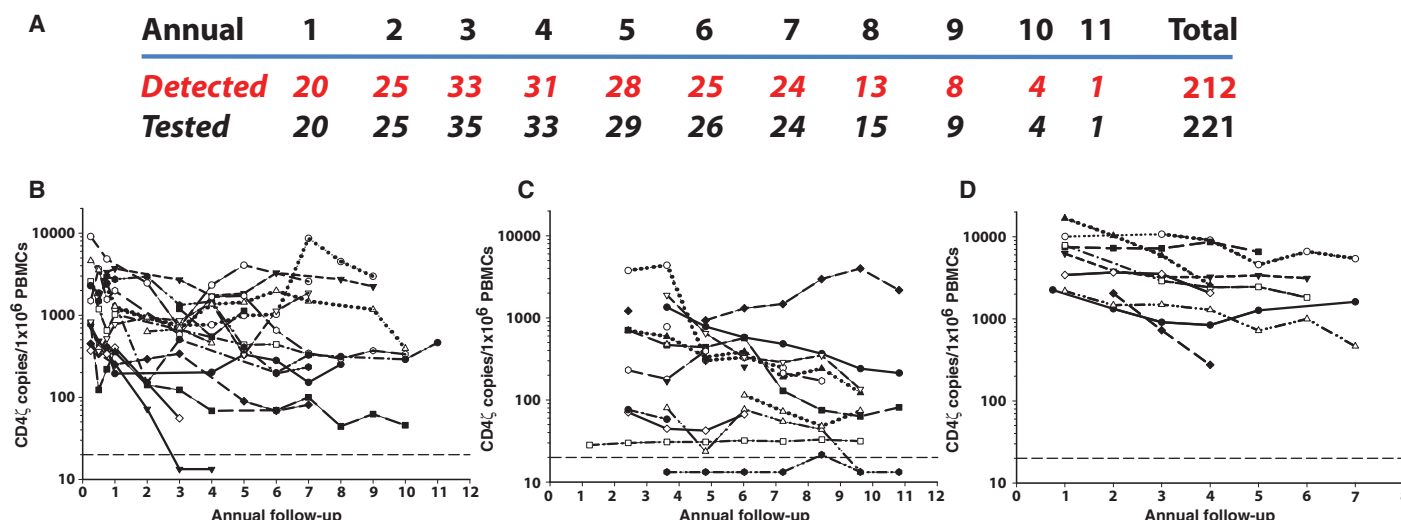 A
Annual 1 2 3 4 5 6 7 8 9 10 11 Total
Detected 20 25 33 31 28 25 24 13 8 4 1 212
Tested 20 25 35 33 29 26 24 15 9 4 1 221
B
CD4ζ copies/1x10⁶ PBMCs
10000
1000
100
10
0 1 2 3 4 5 6 7 8 9 10 11 12
Annual follow-up
C
CD4ζ copies/1x10⁶ PBMCs
10000
1000
100
10
0 2 4 6 7 8 9 10 11 12
Annual follow-up
D
CD4ζ copies/1x10⁶ PBMCs
10000
1000
100
10
0 1 2 3 4 5 6 7
Annual follow-up